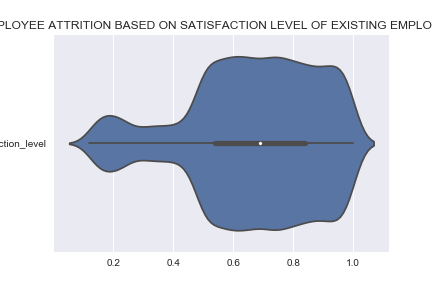 PLOYEE ATTRITION BASED ON SATISFACTION LEVEL OF EXISTING EMPLO
ction_level
0.2 0.4 0.6 0.8 1.0